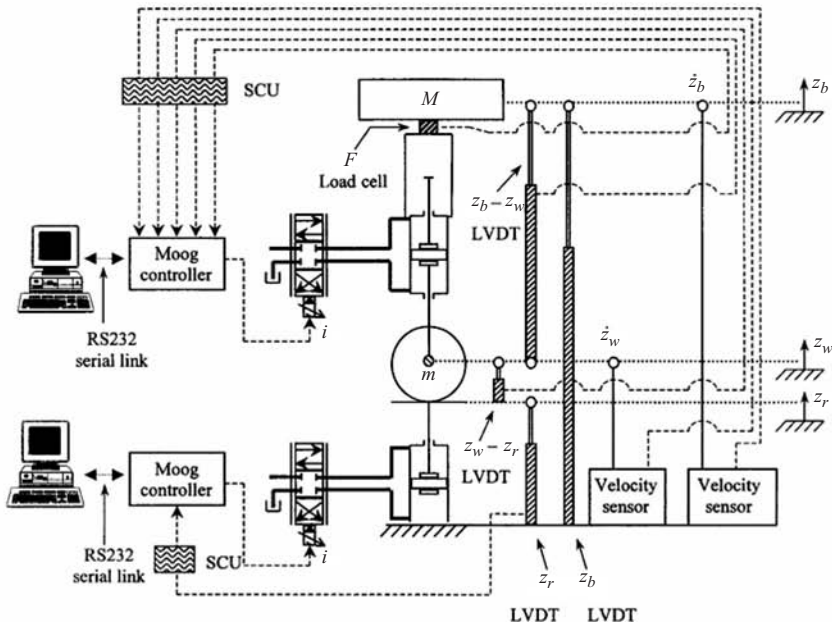 SCU
M
ż_b
z_b
F
Load cell
z_b – z_w
LVDT
Moog
controller
RS232
serial link
i
ż_w
z_w
m
z_r
z_w – z_r
LVDT
Moog
controller
Velocity
sensor
Velocity
sensor
RS232
serial link
SCU
i
z_r
z_b
LVDT
LVDT